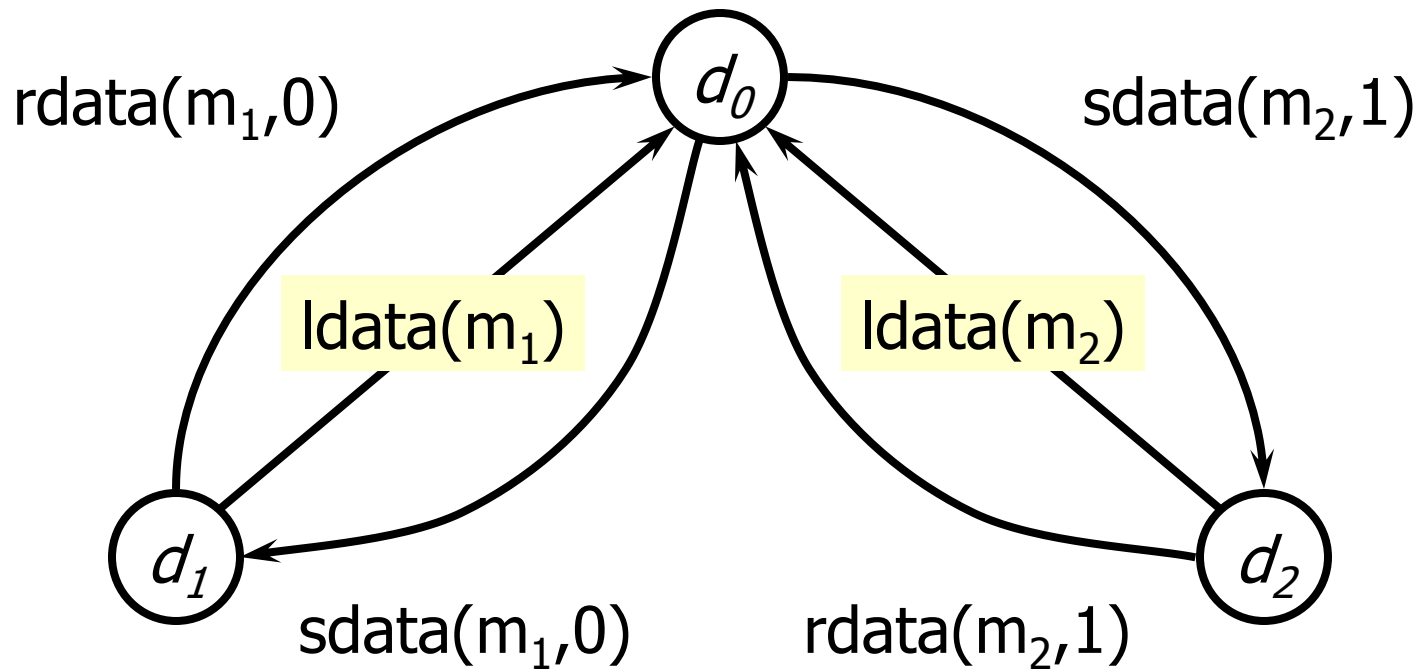 d₀
rdata(m₁,0)
sdata(m₂,1)
ldata(m₁)
ldata(m₂)
d₁
d₂
sdata(m₁,0)
rdata(m₂,1)